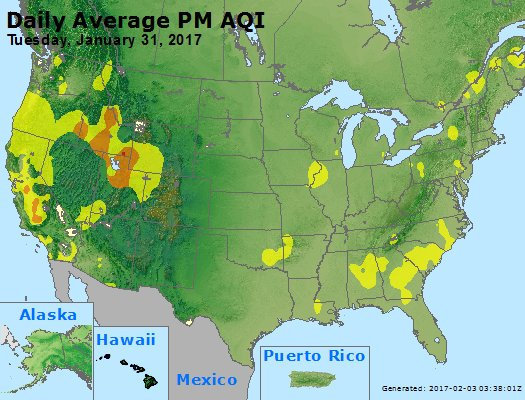 Daily Average PM AQI
Tuesday, January 31, 2017
Alaska
Hawaii
Mexico
Puerto Rico
Generated: 2017-02-03 03:38:01Z